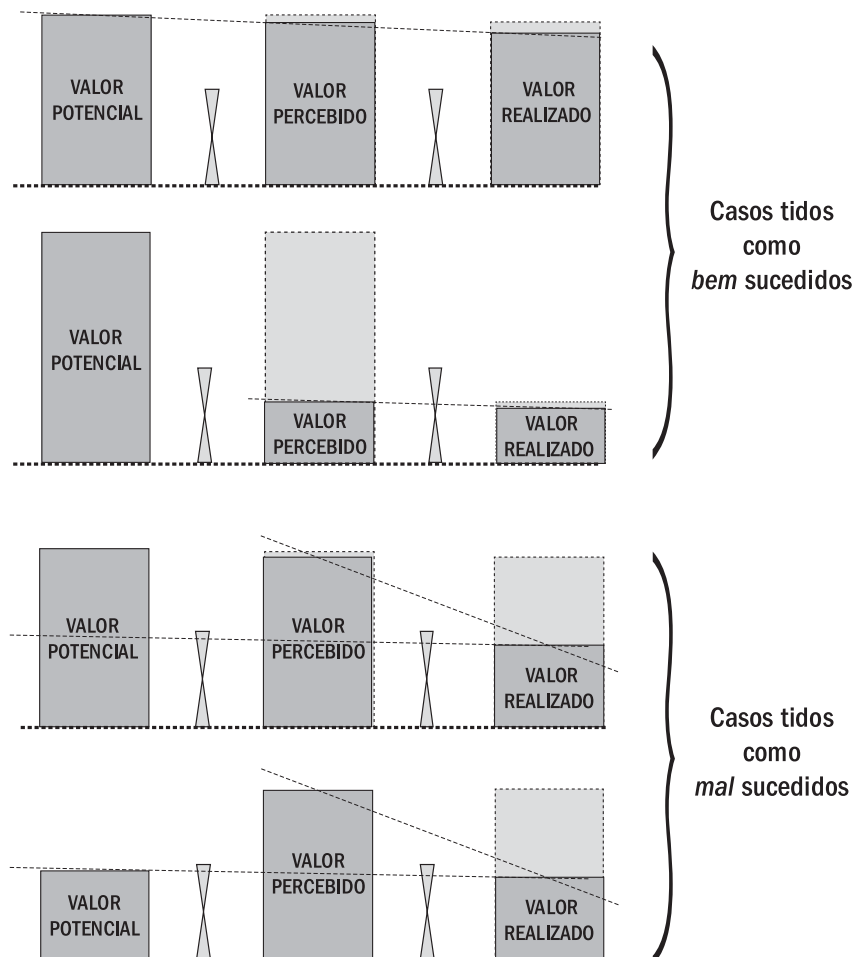 VALOR
POTENCIAL
VALOR
PERCEBIDO
VALOR
REALIZADO
Casos tidos
como
bem sucedidos
VALOR
POTENCIAL
VALOR
PERCEBIDO
VALOR
REALIZADO
VALOR
POTENCIAL
VALOR
PERCEBIDO
VALOR
REALIZADO
Casos tidos
como
mal sucedidos
VALOR
POTENCIAL
VALOR
PERCEBIDO
VALOR
REALIZADO